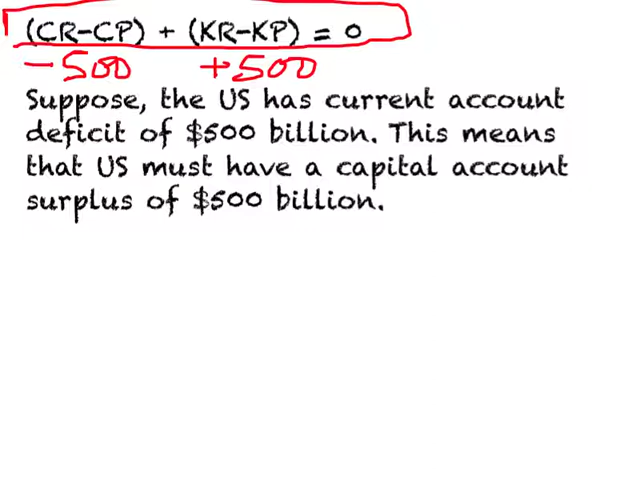 (CR-CP) + (KR-KP) = 0
-500 +500
Suppose, the US has current account
deficit of $500 billion. This means
that US must have a capital account
surplus of $500 billion.